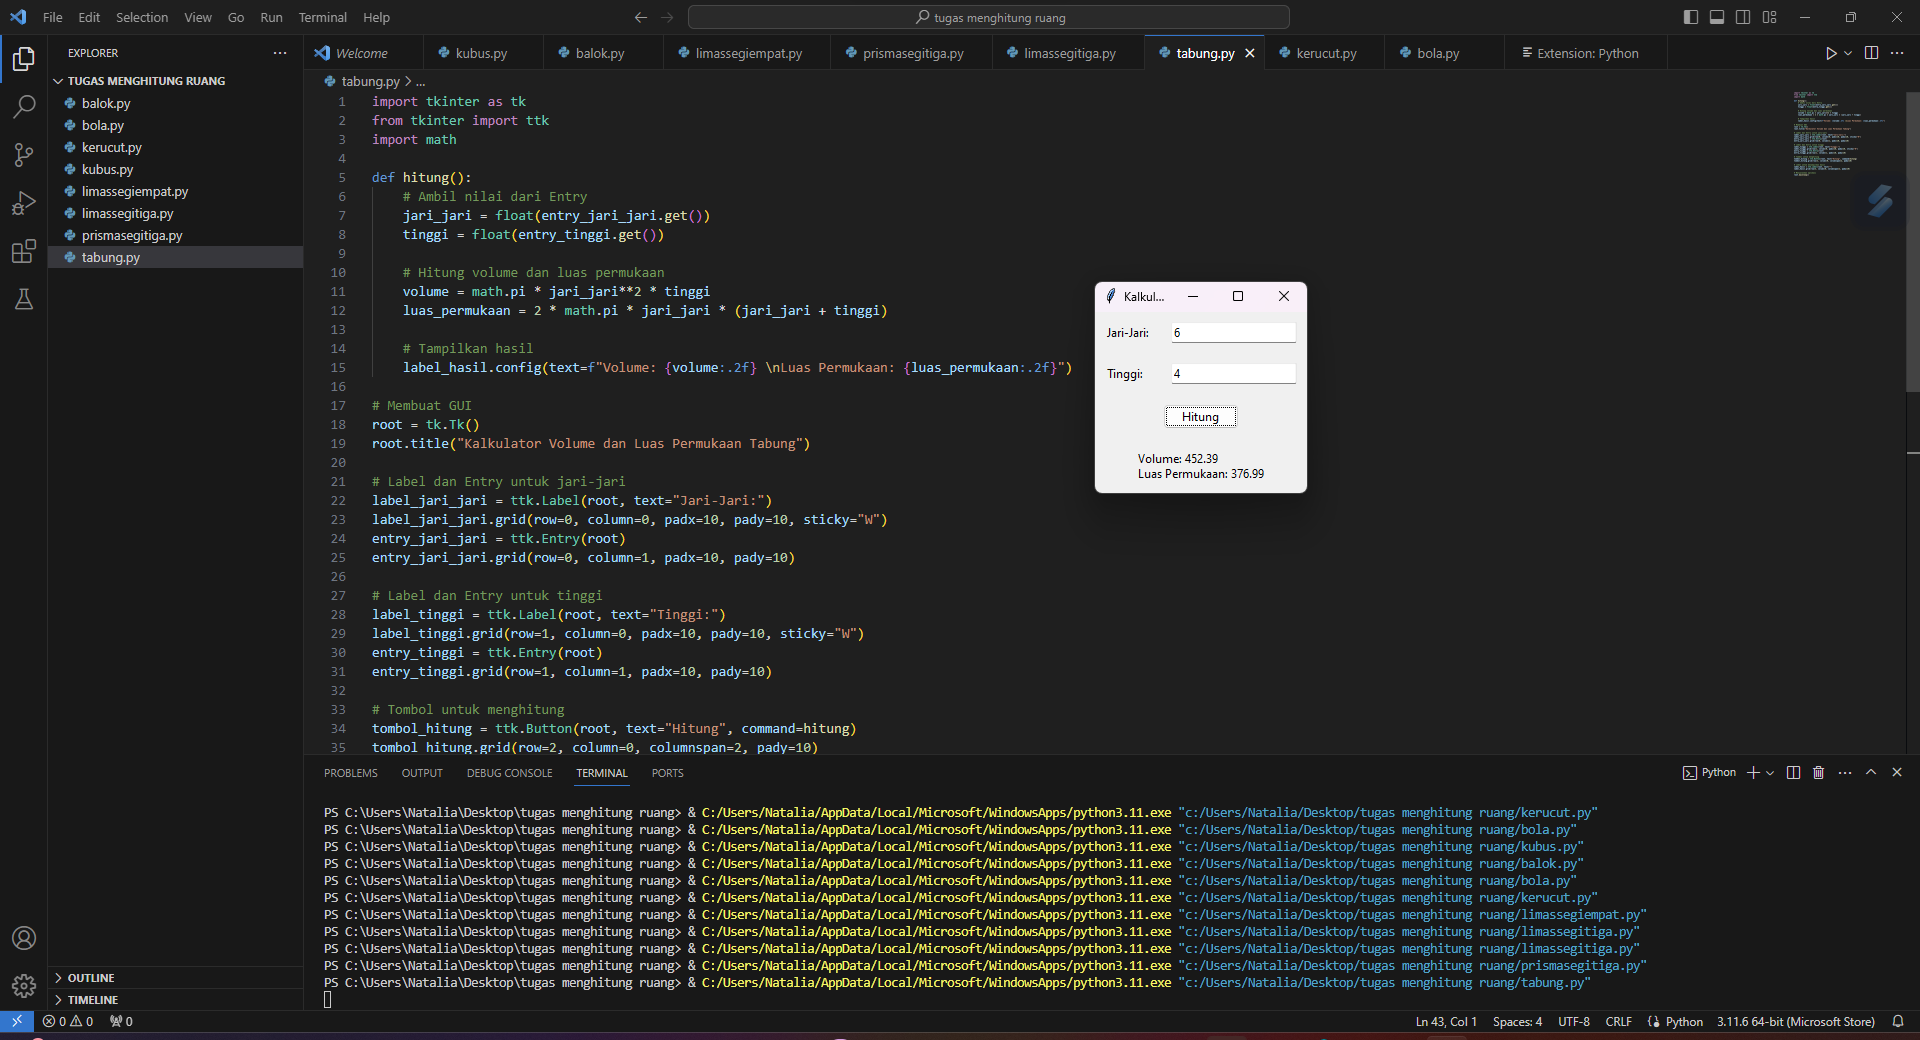 File Edit Selection View Go Run Terminal Help
tugas menghitung ruang
EXPLORER
Welcome kubus.py balok.py limassegiempat.py prismasegitiga.py limassegitiga.py tabung.py kerucut.py bola.py Extension: Python
TUGAS MENGHITUNG RUANG
balok.py
bola.py
kerucut.py
kubus.py
limassegiempat.py
limassegitiga.py
prismasegitiga.py
tabung.py
tabung.py > ...
1 import tkinter as tk
2 from tkinter import ttk
3 import math
4
5 def hitung():
6 # Ambil nilai dari Entry
7 jari_jari = float(entry_jari_jari.get())
8 tinggi = float(entry_tinggi.get())
9
10 # Hitung volume dan luas permukaan
11 volume = math.pi * jari_jari**2 * tinggi
12 luas_permukaan = 2 * math.pi * jari_jari * (jari_jari + tinggi)
13
14 # Tampilkan hasil
15 label_hasil.config(text=f"Volume: {volume:.2f} \nLuas Permukaan: {luas_permukaan:.2f}")
16
17 # Membuat GUI
18 root = tk.Tk()
19 root.title("Kalkulator Volume dan Luas Permukaan Tabung")
20
21 # Label dan Entry untuk jari-jari
22 label_jari_jari = ttk.Label(root, text="Jari-Jari:")
23 label_jari_jari.grid(row=0, column=0, padx=10, pady=10, sticky="W")
24 entry_jari_jari = ttk.Entry(root)
25 entry_jari_jari.grid(row=0, column=1, padx=10, pady=10)
26
27 # Label dan Entry untuk tinggi
28 label_tinggi = ttk.Label(root, text="Tinggi:")
29 label_tinggi.grid(row=1, column=0, padx=10, pady=10, sticky="W")
30 entry_tinggi = ttk.Entry(root)
31 entry_tinggi.grid(row=1, column=1, padx=10, pady=10)
32
33 # Tombol untuk menghitung
34 tombol_hitung = ttk.Button(root, text="Hitung", command=hitung)
35 tombol_hitung.grid(row=2, column=0, columnspan=2, pady=10)
Kalkul...
Jari-Jari: 6
Tinggi: 4
Hitung
Volume: 452.39
Luas Permukaan: 376.99
PROBLEMS OUTPUT DEBUG CONSOLE TERMINAL PORTS
Python
PS C:\Users\Natalia\Desktop\tugas menghitung ruang> & C:/Users/Natalia/AppData/Local/Microsoft/WindowsApps/python3.11.exe "c:/Users/Natalia/Desktop/tugas menghitung ruang/kerucut.py"
PS C:\Users\Natalia\Desktop\tugas menghitung ruang> & C:/Users/Natalia/AppData/Local/Microsoft/WindowsApps/python3.11.exe "c:/Users/Natalia/Desktop/tugas menghitung ruang/bola.py"
PS C:\Users\Natalia\Desktop\tugas menghitung ruang> & C:/Users/Natalia/AppData/Local/Microsoft/WindowsApps/python3.11.exe "c:/Users/Natalia/Desktop/tugas menghitung ruang/kubus.py"
PS C:\Users\Natalia\Desktop\tugas menghitung ruang> & C:/Users/Natalia/AppData/Local/Microsoft/WindowsApps/python3.11.exe "c:/Users/Natalia/Desktop/tugas menghitung ruang/balok.py"
PS C:\Users\Natalia\Desktop\tugas menghitung ruang> & C:/Users/Natalia/AppData/Local/Microsoft/WindowsApps/python3.11.exe "c:/Users/Natalia/Desktop/tugas menghitung ruang/bola.py"
PS C:\Users\Natalia\Desktop\tugas menghitung ruang> & C:/Users/Natalia/AppData/Local/Microsoft/WindowsApps/python3.11.exe "c:/Users/Natalia/Desktop/tugas menghitung ruang/kerucut.py"
PS C:\Users\Natalia\Desktop\tugas menghitung ruang> & C:/Users/Natalia/AppData/Local/Microsoft/WindowsApps/python3.11.exe "c:/Users/Natalia/Desktop/tugas menghitung ruang/limassegiempat.py"
PS C:\Users\Natalia\Desktop\tugas menghitung ruang> & C:/Users/Natalia/AppData/Local/Microsoft/WindowsApps/python3.11.exe "c:/Users/Natalia/Desktop/tugas menghitung ruang/limassegitiga.py"
PS C:\Users\Natalia\Desktop\tugas menghitung ruang> & C:/Users/Natalia/AppData/Local/Microsoft/WindowsApps/python3.11.exe "c:/Users/Natalia/Desktop/tugas menghitung ruang/limassegitiga.py"
PS C:\Users\Natalia\Desktop\tugas menghitung ruang> & C:/Users/Natalia/AppData/Local/Microsoft/WindowsApps/python3.11.exe "c:/Users/Natalia/Desktop/tugas menghitung ruang/prismasegitiga.py"
PS C:\Users\Natalia\Desktop\tugas menghitung ruang> & C:/Users/Natalia/AppData/Local/Microsoft/WindowsApps/python3.11.exe "c:/Users/Natalia/Desktop/tugas menghitung ruang/tabung.py"
OUTLINE
TIMELINE
0 0 0
Ln 43, Col 1 Spaces: 4 UTF-8 CRLF Python 3.11.6 64-bit (Microsoft Store)